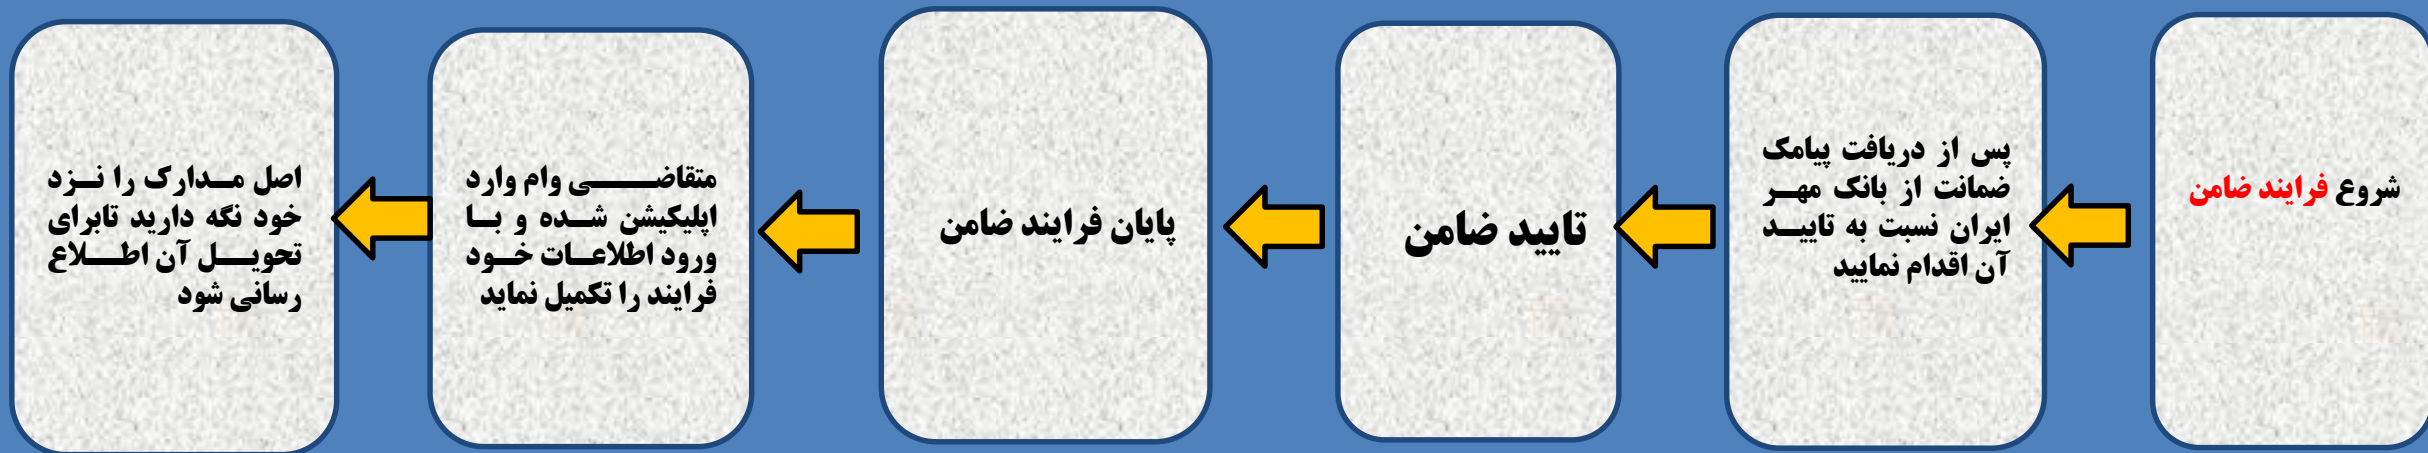 شروع فرایند ضامن
پس از دریافت پیامک
ضمانت از بانک مهر
ایران نسبت به تایید
آن اقدام نمایید
تایید ضامن
پایان فرایند ضامن
متقاضی وام وارد
اپلیکیشن شده و با
ورود اطلاعات خود
فرایند را تکمیل نماید
اصل مدارک را نزد
خود نگه دارید تابرای
تحویل آن اطلاع
رسانی شود